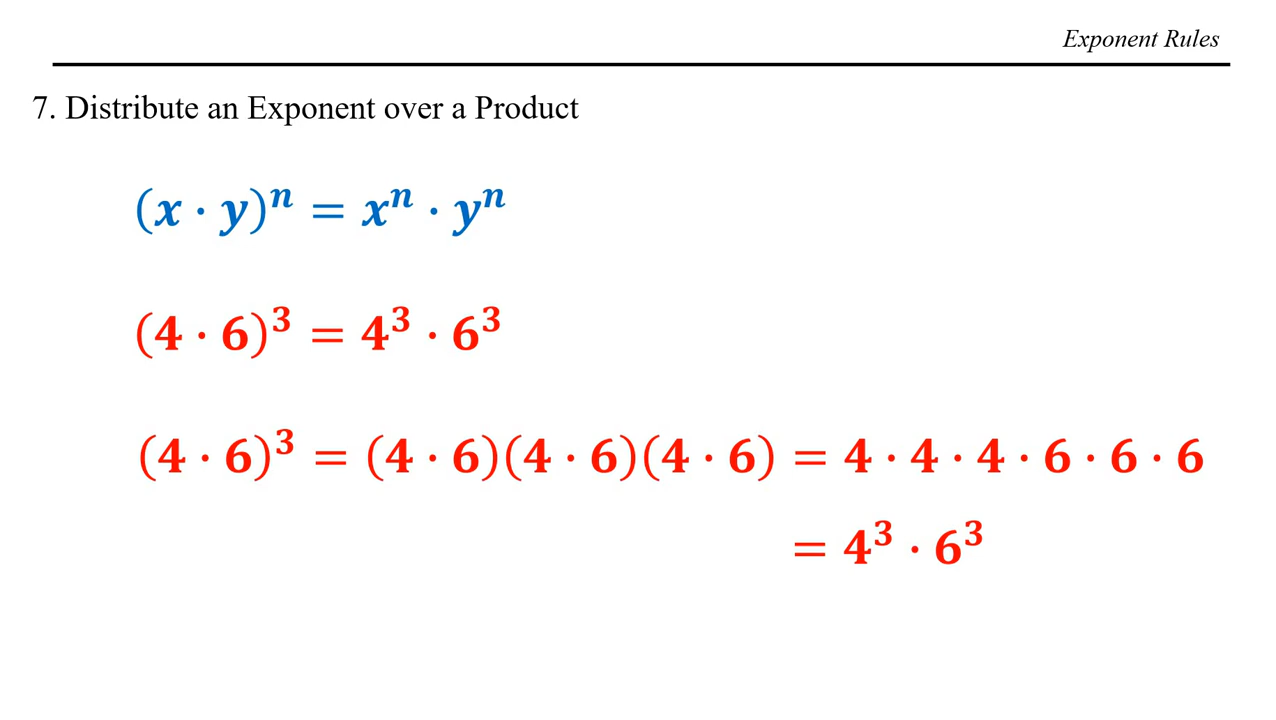 Exponent Rules
7. Distribute an Exponent over a Product
(x · y)ⁿ = xⁿ · yⁿ
(4 · 6)³ = 4³ · 6³
(4 · 6)³ = (4 · 6)(4 · 6)(4 · 6) = 4 · 4 · 4 · 6 · 6 · 6
= 4³ · 6³